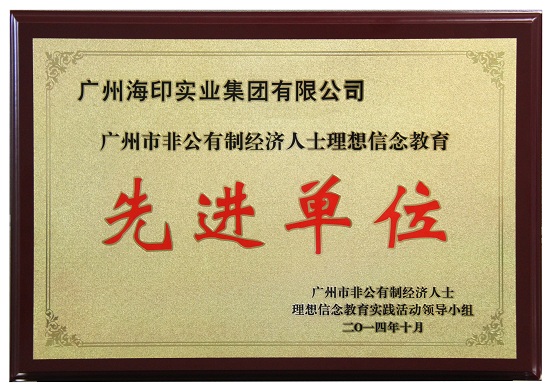 广州海印实业集团有限公司
广州市非公有制经济人士理想信念教育
先进单位
广州市非公有制经济人士
理想信念教育实践活动领导小组
二〇一四年十月